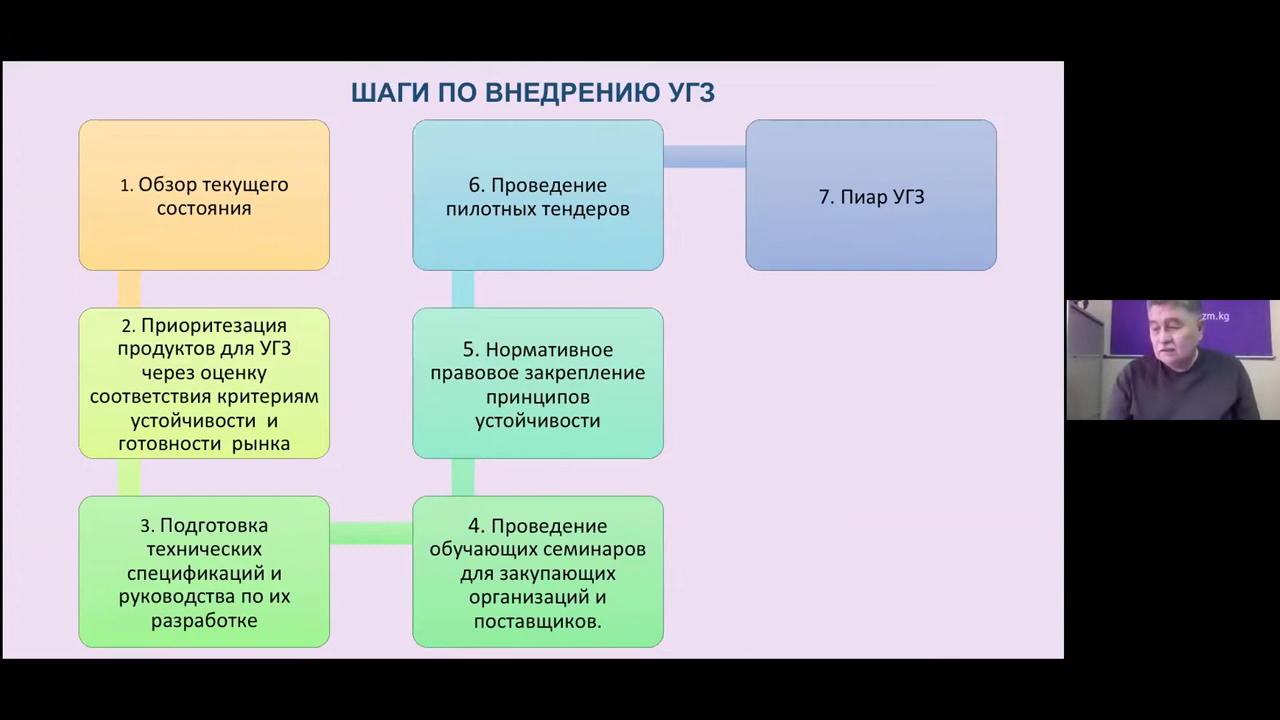 ШАГИ ПО ВНЕДРЕНИЮ УГЗ
1. Обзор текущего
состояния
2. Приоритезация
продуктов для УГЗ
через оценку
соответствия критериям
устойчивости и
готовности рынка
3. Подготовка
технических
спецификаций и
руководства по их
разработке
4. Проведение
обучающих семинаров
для закупающих
организаций и
поставщиков.
5. Нормативное
правовое закрепление
принципов
устойчивости
6. Проведение
пилотных тендеров
7. Пиар УГЗ
zm.kg